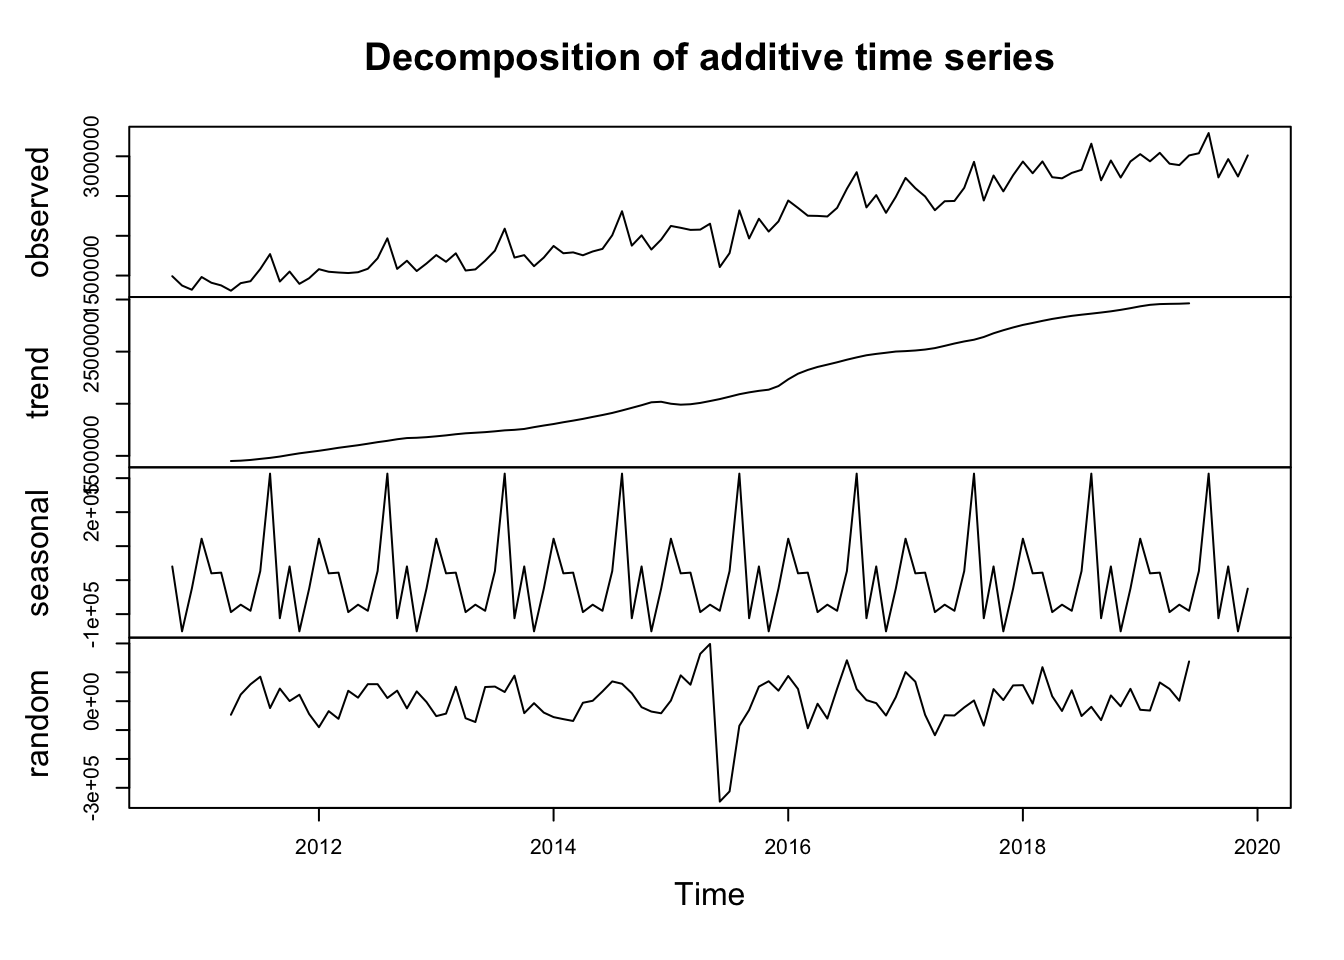 Decomposition of additive time series
observed
1500000
3000000
trend
1500000
2500000
seasonal
-1e+05
2e+05
random
-3e+05
0e+00
2012
2014
2016
2018
2020
Time